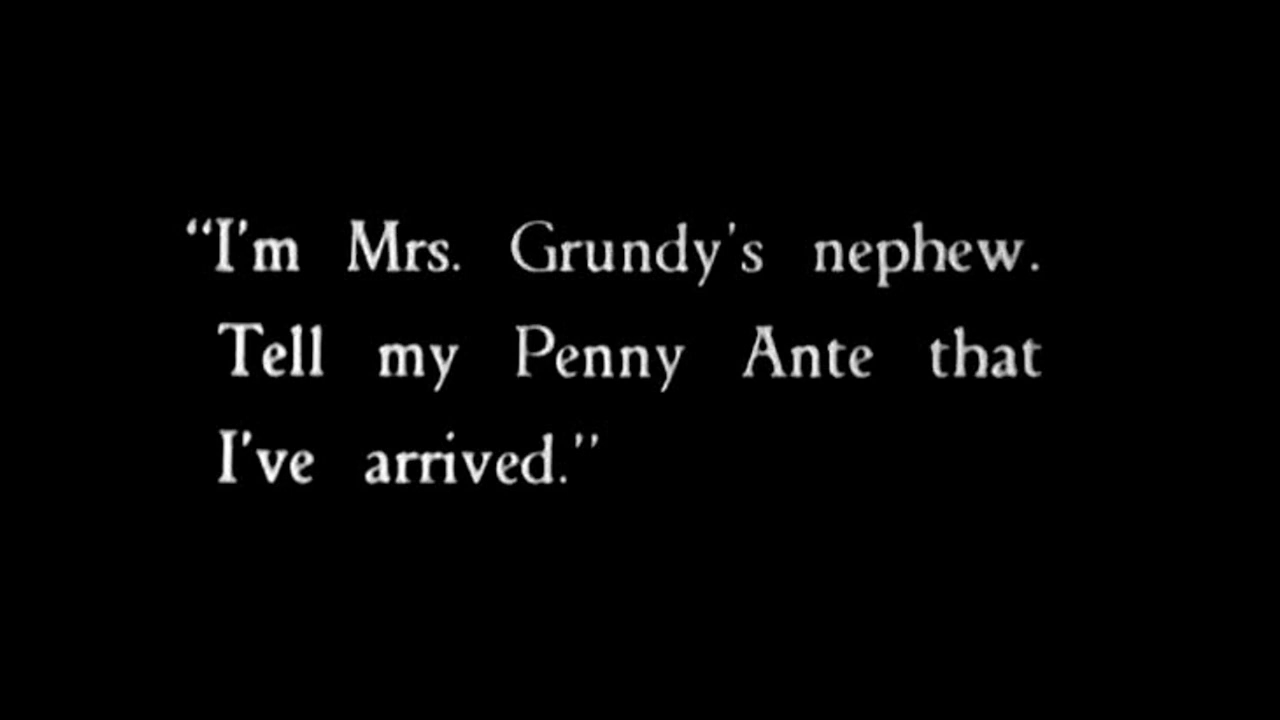 “I'm Mrs. Grundy's nephew.
Tell my Penny Ante that
I've arrived.”